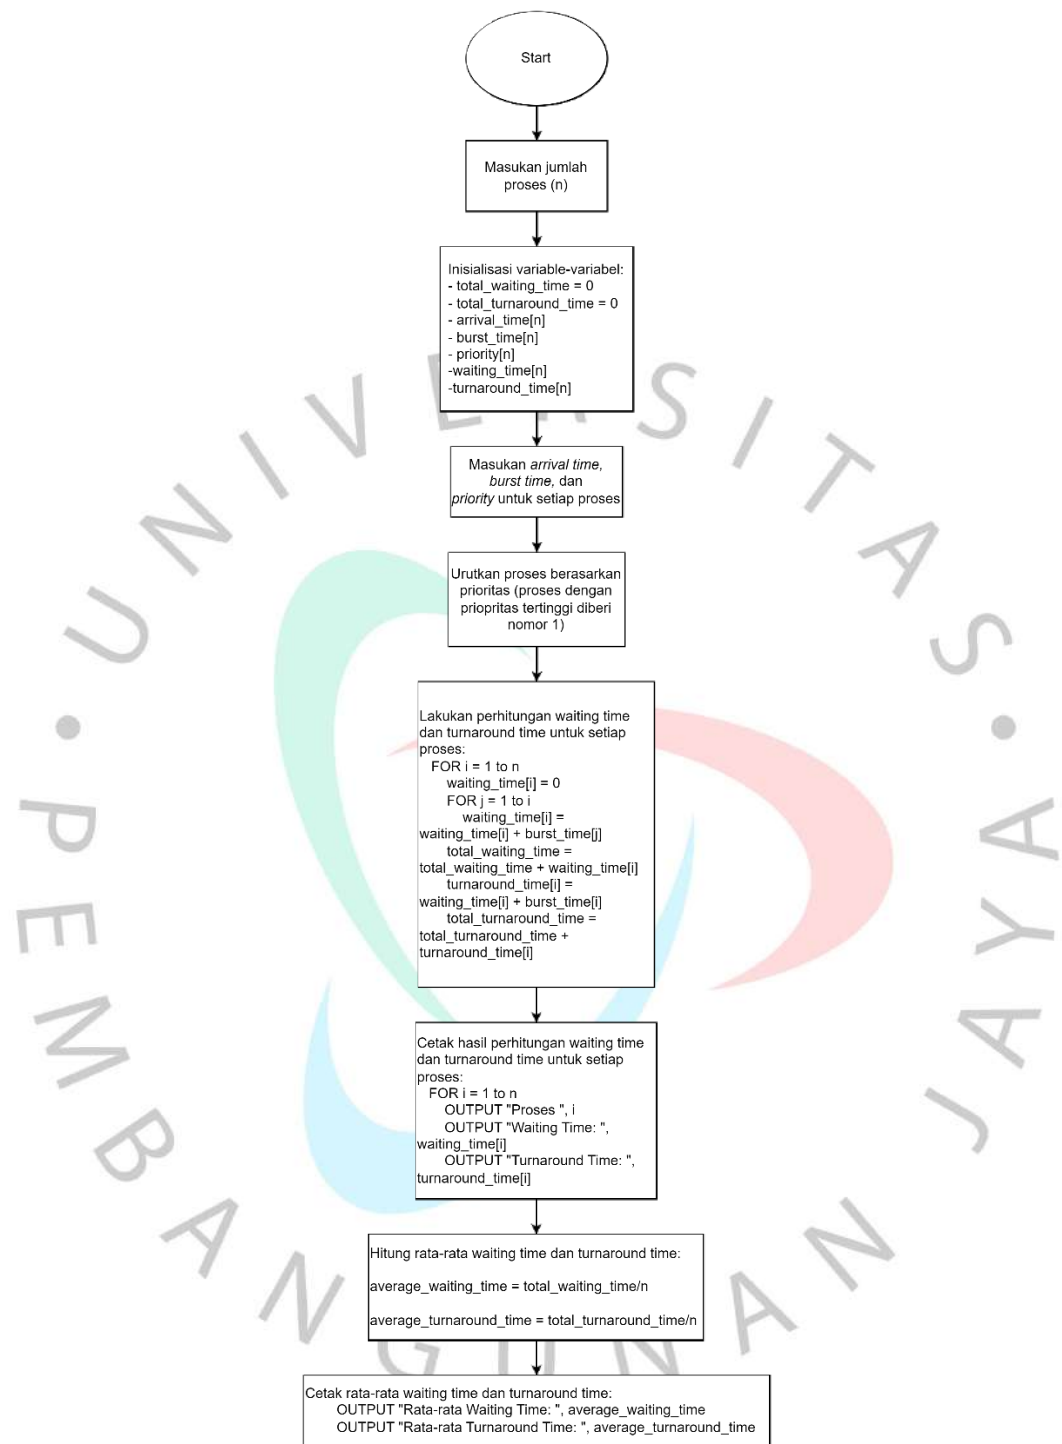 Start
Masukan jumlah
proses (n)
Inisialisasi variable-variabel:
- total_waiting_time = 0
- total_turnaround_time = 0
- arrival_time[n]
- burst_time[n]
- priority[n]
-waiting_time[n]
-turnaround_time[n]
Masukan arrival time,
burst time, dan
priority untuk setiap proses
Urutkan proses berasarkan
prioritas (proses dengan
priopritas tertinggi diberi
nomor 1)
Lakukan perhitungan waiting time
dan turnaround time untuk setiap
proses:
FOR i = 1 to n
waiting_time[i] = 0
FOR j = 1 to i
waiting_time[i] =
waiting_time[i] + burst_time[j]
total_waiting_time =
total_waiting_time + waiting_time[i]
turnaround_time[i] =
waiting_time[i] + burst_time[i]
total_turnaround_time =
total_turnaround_time +
turnaround_time[i]
Cetak hasil perhitungan waiting time
dan turnaround time untuk setiap
proses:
FOR i = 1 to n
OUTPUT "Proses ", i
OUTPUT "Waiting Time: ",
waiting_time[i]
OUTPUT "Turnaround Time: ",
turnaround_time[i]
Hitung rata-rata waiting time dan turnaround time:
average_waiting_time = total_waiting_time/n
average_turnaround_time = total_turnaround_time/n
Cetak rata-rata waiting time dan turnaround time:
OUTPUT "Rata-rata Waiting Time: ", average_waiting_time
OUTPUT "Rata-rata Turnaround Time: ", average_turnaround_time
UNIVERSITAS
PEMBANGUNAN JAYA